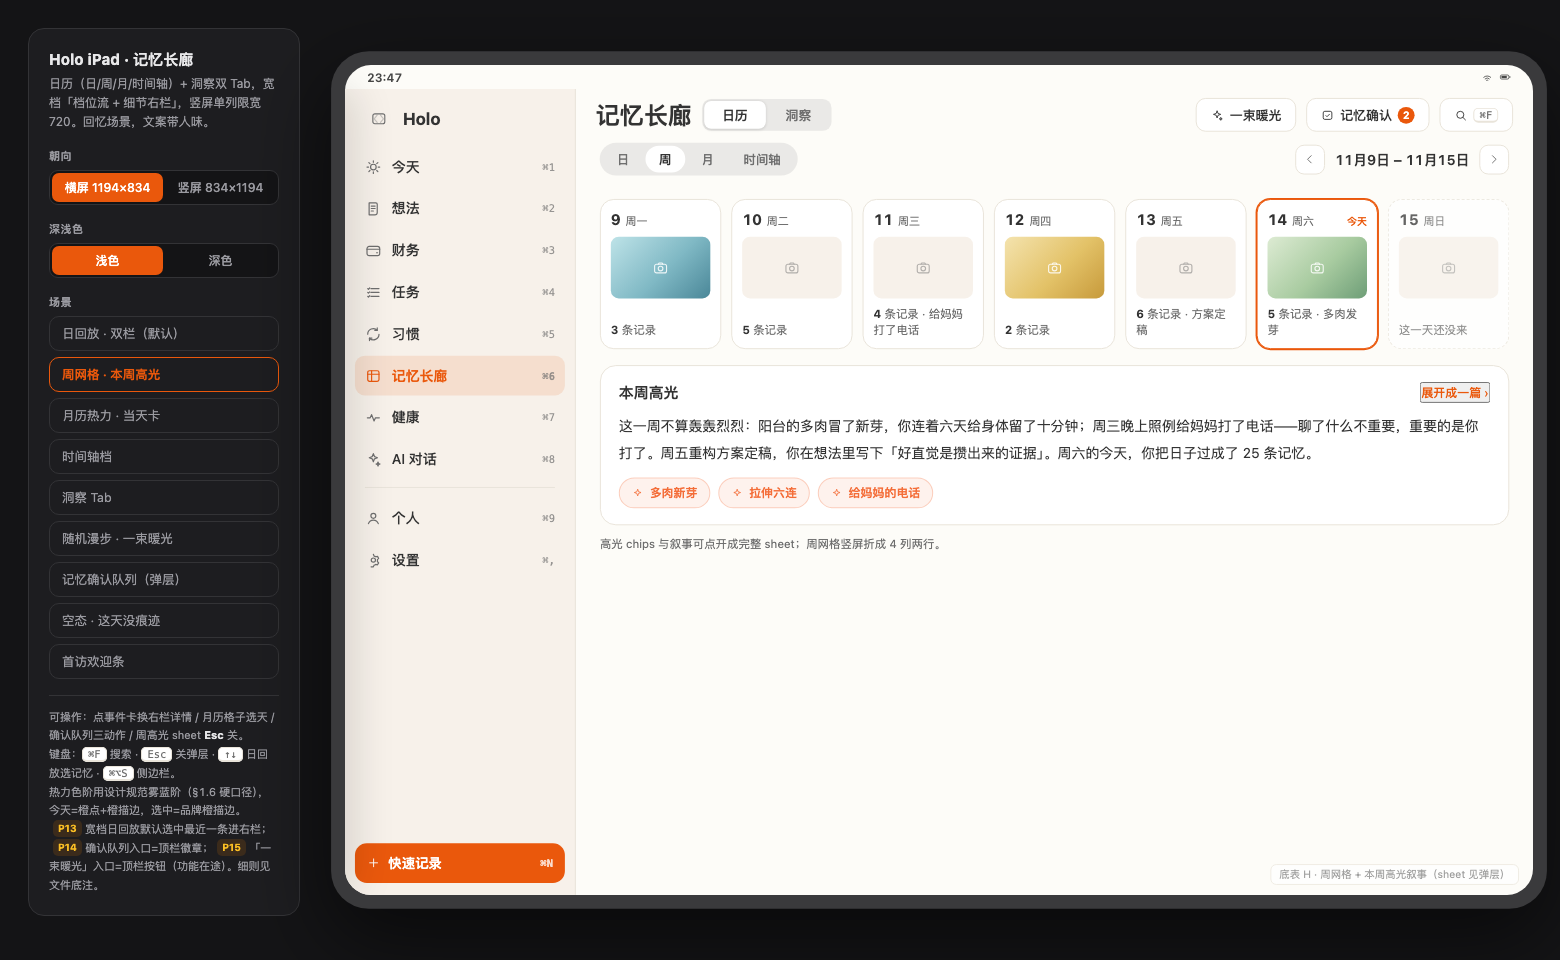 Holo iPad · 记忆长廊
日历（日/周/月/时间轴）+ 洞察双 Tab，宽
档「档位流 + 细节右栏」，竖屏单列限宽
720。回忆场景，文案带人味。
朝向
横屏 1194×834
竖屏 834×1194
深浅色
浅色
深色
场景
日回放 · 双栏（默认）
周网格 · 本周高光
月历热力 · 当天卡
时间轴档
洞察 Tab
随机漫步 · 一束暖光
记忆确认队列（弹层）
空态 · 这天没痕迹
首访欢迎条
可操作：点事件卡换右栏详情 / 月历格子选天 /
确认队列三动作 / 周高光 sheet Esc 关。
键盘：⌘F 搜索 · Esc 关弹层 · ↑↓ 日回
放选记忆 · ⌘⌥S 侧边栏。
热力色阶用设计规范雾蓝阶（§1.6 硬口径），
今天=橙点+橙描边，选中=品牌橙描边。
P13 宽档日回放默认选中最近一条进右栏；
P14 确认队列入口=顶栏徽章； P15 「一
束暖光」入口=顶栏按钮（功能在途）。细则见
文件底注。
23:47
Holo
今天 ⌘1
想法 ⌘2
财务 ⌘3
任务 ⌘4
习惯 ⌘5
记忆长廊 ⌘6
健康 ⌘7
AI 对话 ⌘8
个人 ⌘9
设置 ⌘,
+ 快速记录 ⌘N
记忆长廊
日历
洞察
一束暖光
记忆确认 2
⌘F
日
周
月
时间轴
11月9日 – 11月15日
9 周一
3 条记录
10 周二
5 条记录
11 周三
4 条记录 · 给妈妈
打了电话
12 周四
2 条记录
13 周五
6 条记录 · 方案定
稿
14 周六 今天
5 条记录 · 多肉发
芽
15 周日
这一天还没来
本周高光
展开成一篇 ›
这一周不算轰轰烈烈：阳台的多肉冒了新芽，你连着六天给身体留了十分钟；周三晚上照例给妈妈打了电话——聊了什么不重要，重要的是你
打了。周五重构方案定稿，你在想法里写下「好直觉是攒出来的证据」。周六的今天，你把日子过成了 25 条记忆。
多肉新芽
拉伸六连
给妈妈的电话
高光 chips 与叙事可点开成完整 sheet；周网格竖屏折成 4 列两行。
底表 H · 周网格 + 本周高光叙事（sheet 见弹层）